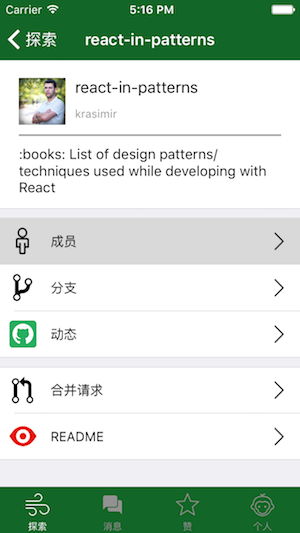 Carrier 5:16 PM
探索 react-in-patterns
react-in-patterns
krasimir
:books: List of design patterns/
techniques used while developing with
React
成员
分支
动态
合并请求
README
探索 消息 赞 个人